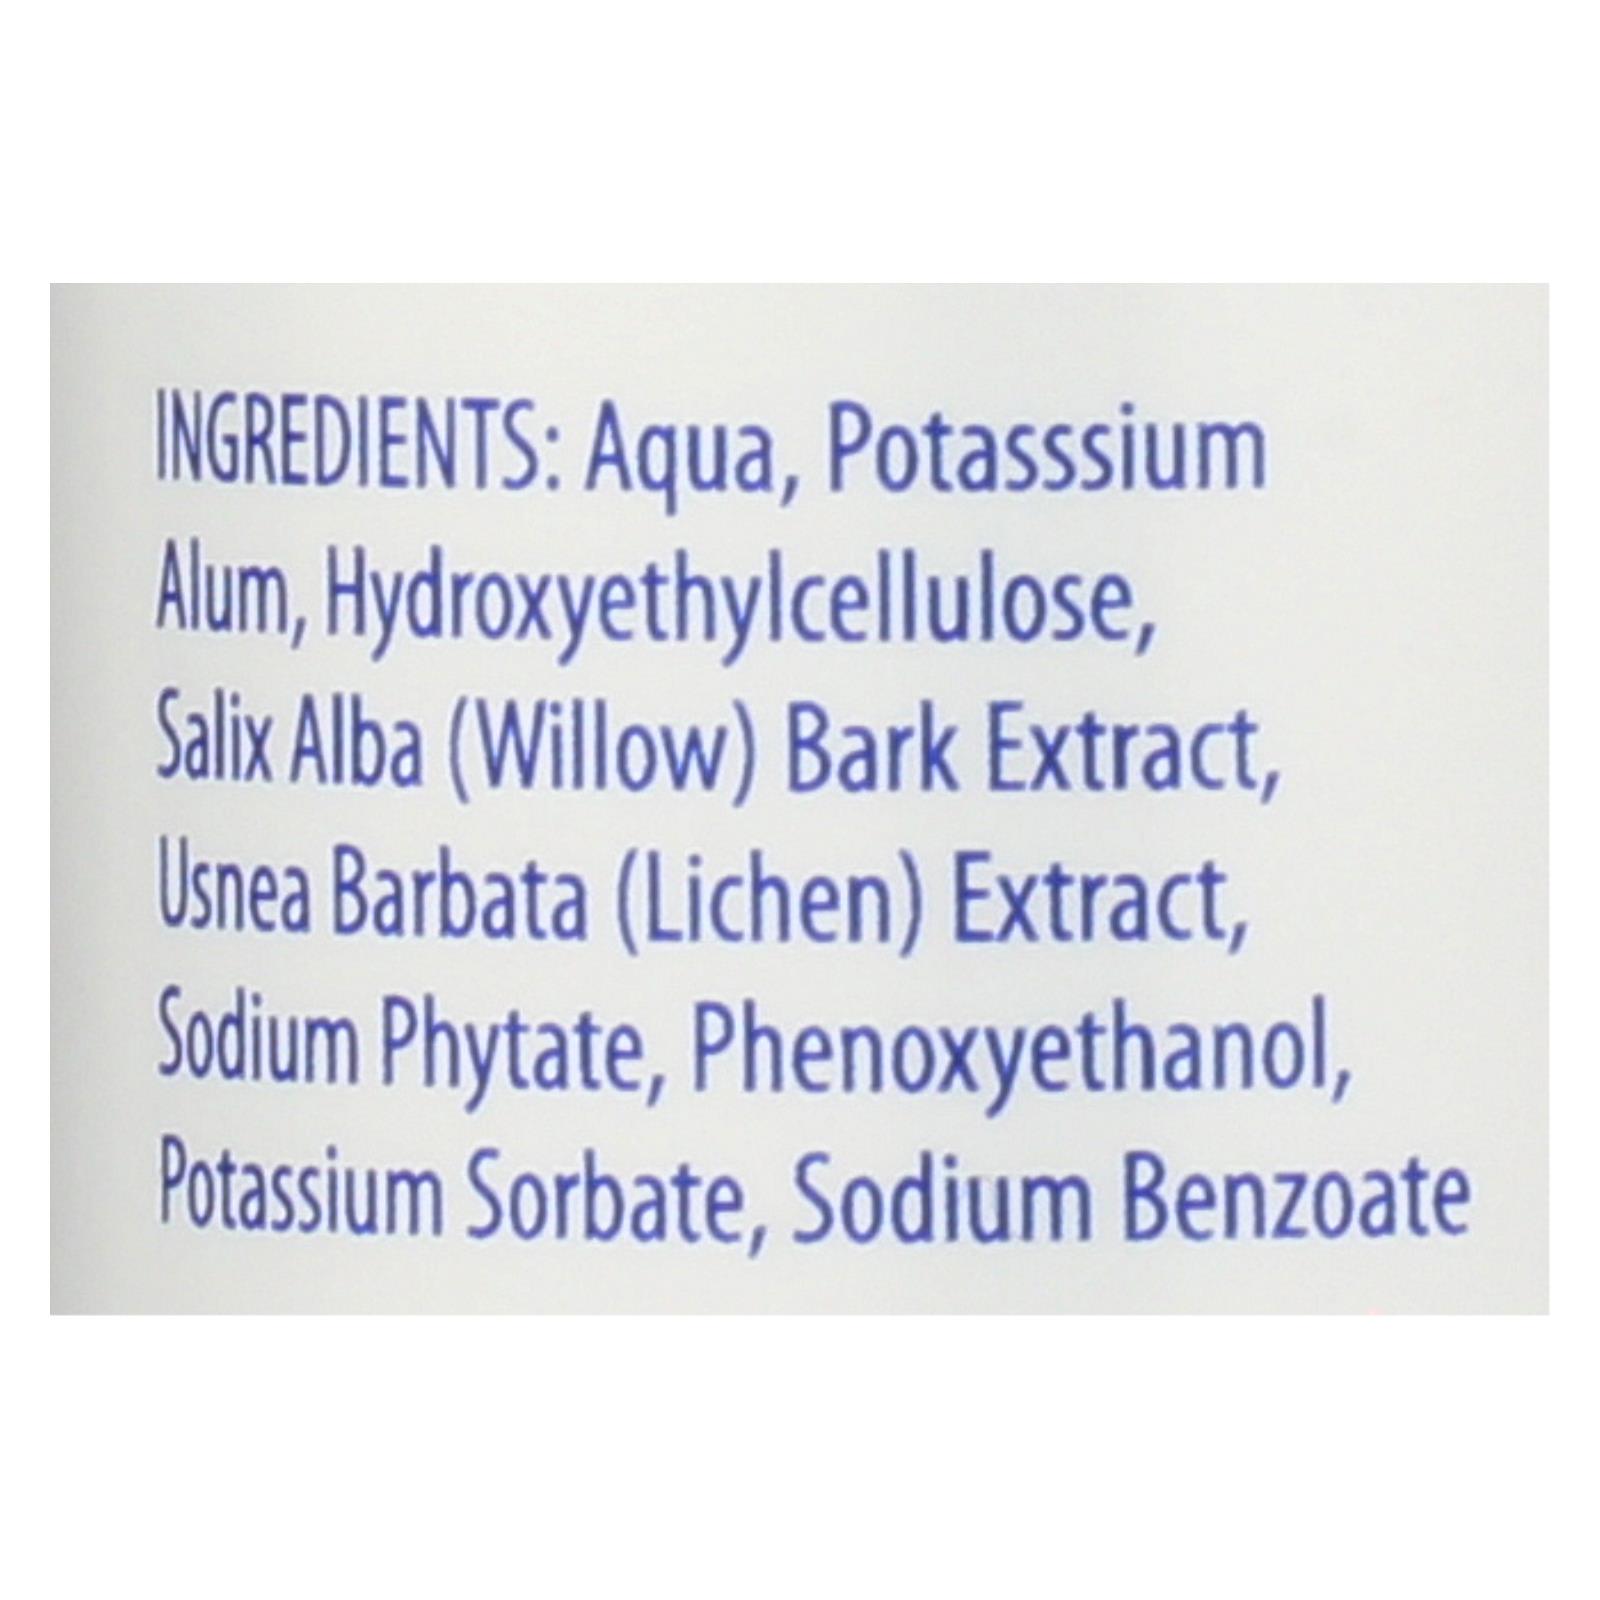 INGREDIENTS: Aqua, Potasssium
Alum, Hydroxyethylcellulose,
Salix Alba (Willow) Bark Extract,
Usnea Barbata (Lichen) Extract,
Sodium Phytate, Phenoxyethanol,
Potassium Sorbate, Sodium Benzoate